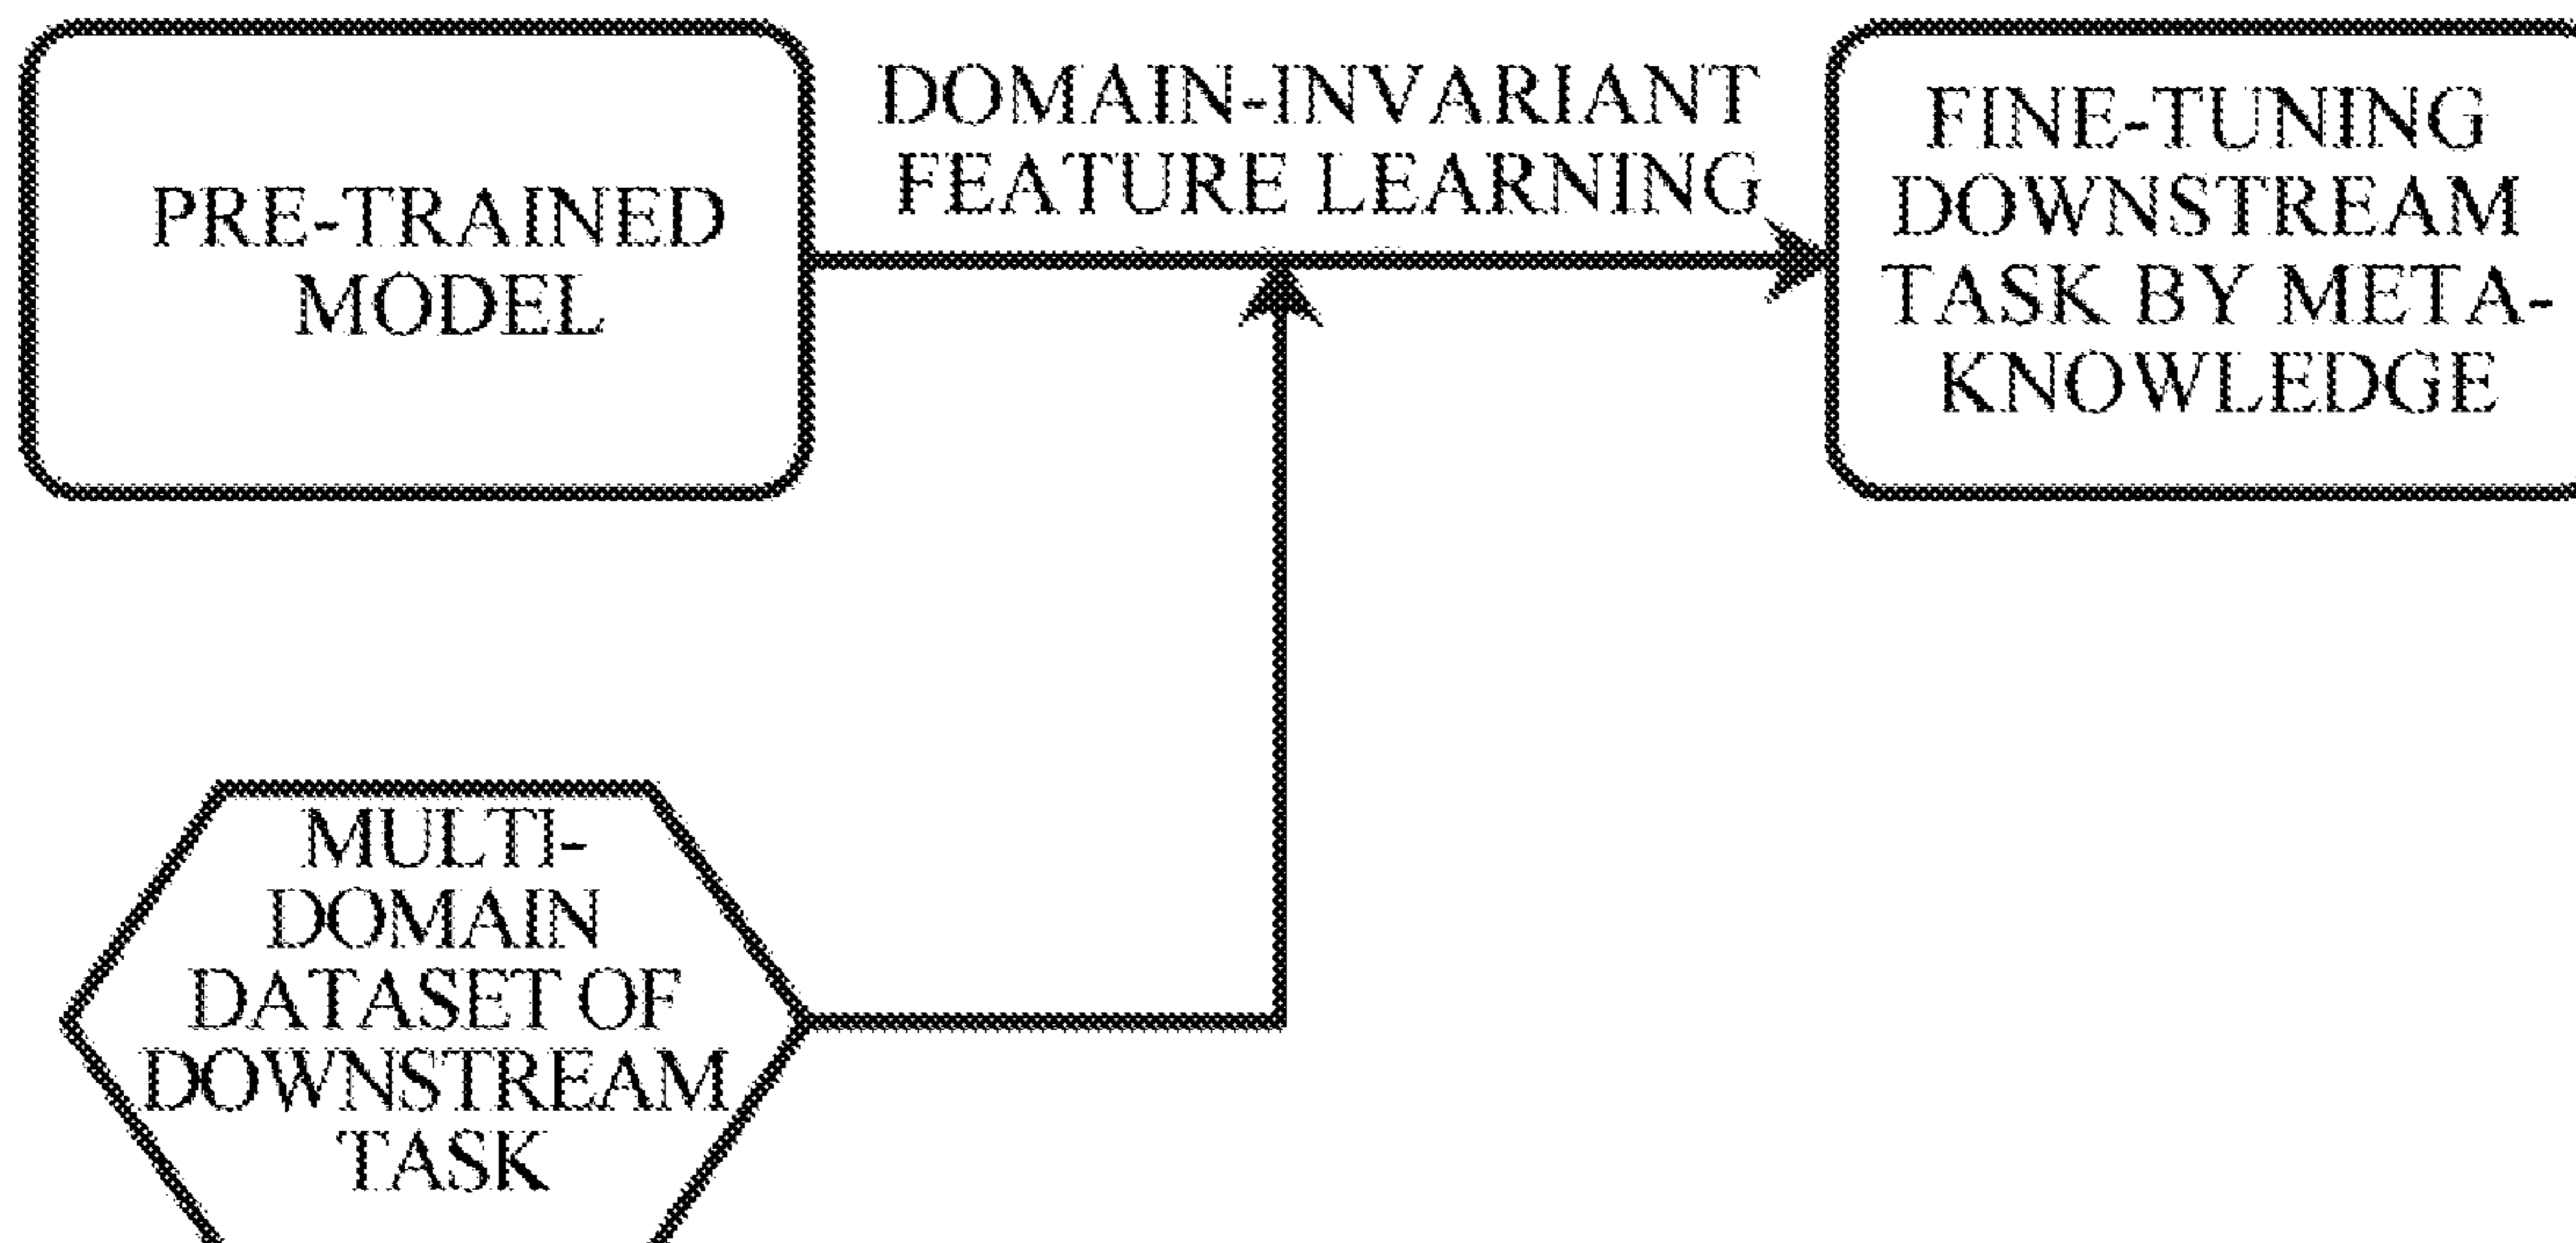 PRE-TRAINED
MODEL
DOMAIN-INVARIANT
FEATURE LEARNING
FINE-TUNING
DOWNSTREAM
TASK BY META-
KNOWLEDGE
MULTI-
DOMAIN
DATASET OF
DOWNSTREAM
TASK